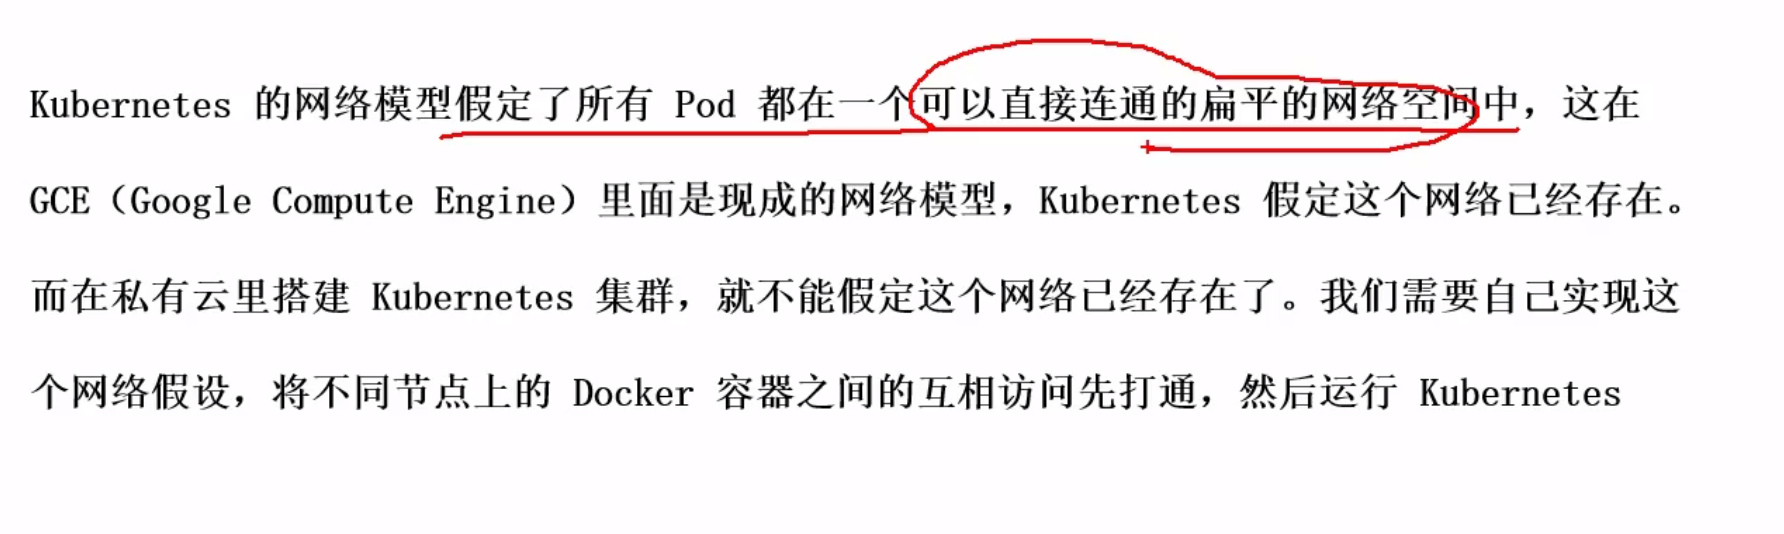 Kubernetes 的网络模型假定了所有 Pod 都在一个可以直接连通的扁平的网络空间中，这在
GCE（Google Compute Engine）里面是现成的网络模型，Kubernetes 假定这个网络已经存在。
而在私有云里搭建 Kubernetes 集群，就不能假定这个网络已经存在了。我们需要自己实现这
个网络假设，将不同节点上的 Docker 容器之间的互相访问先打通，然后运行 Kubernetes